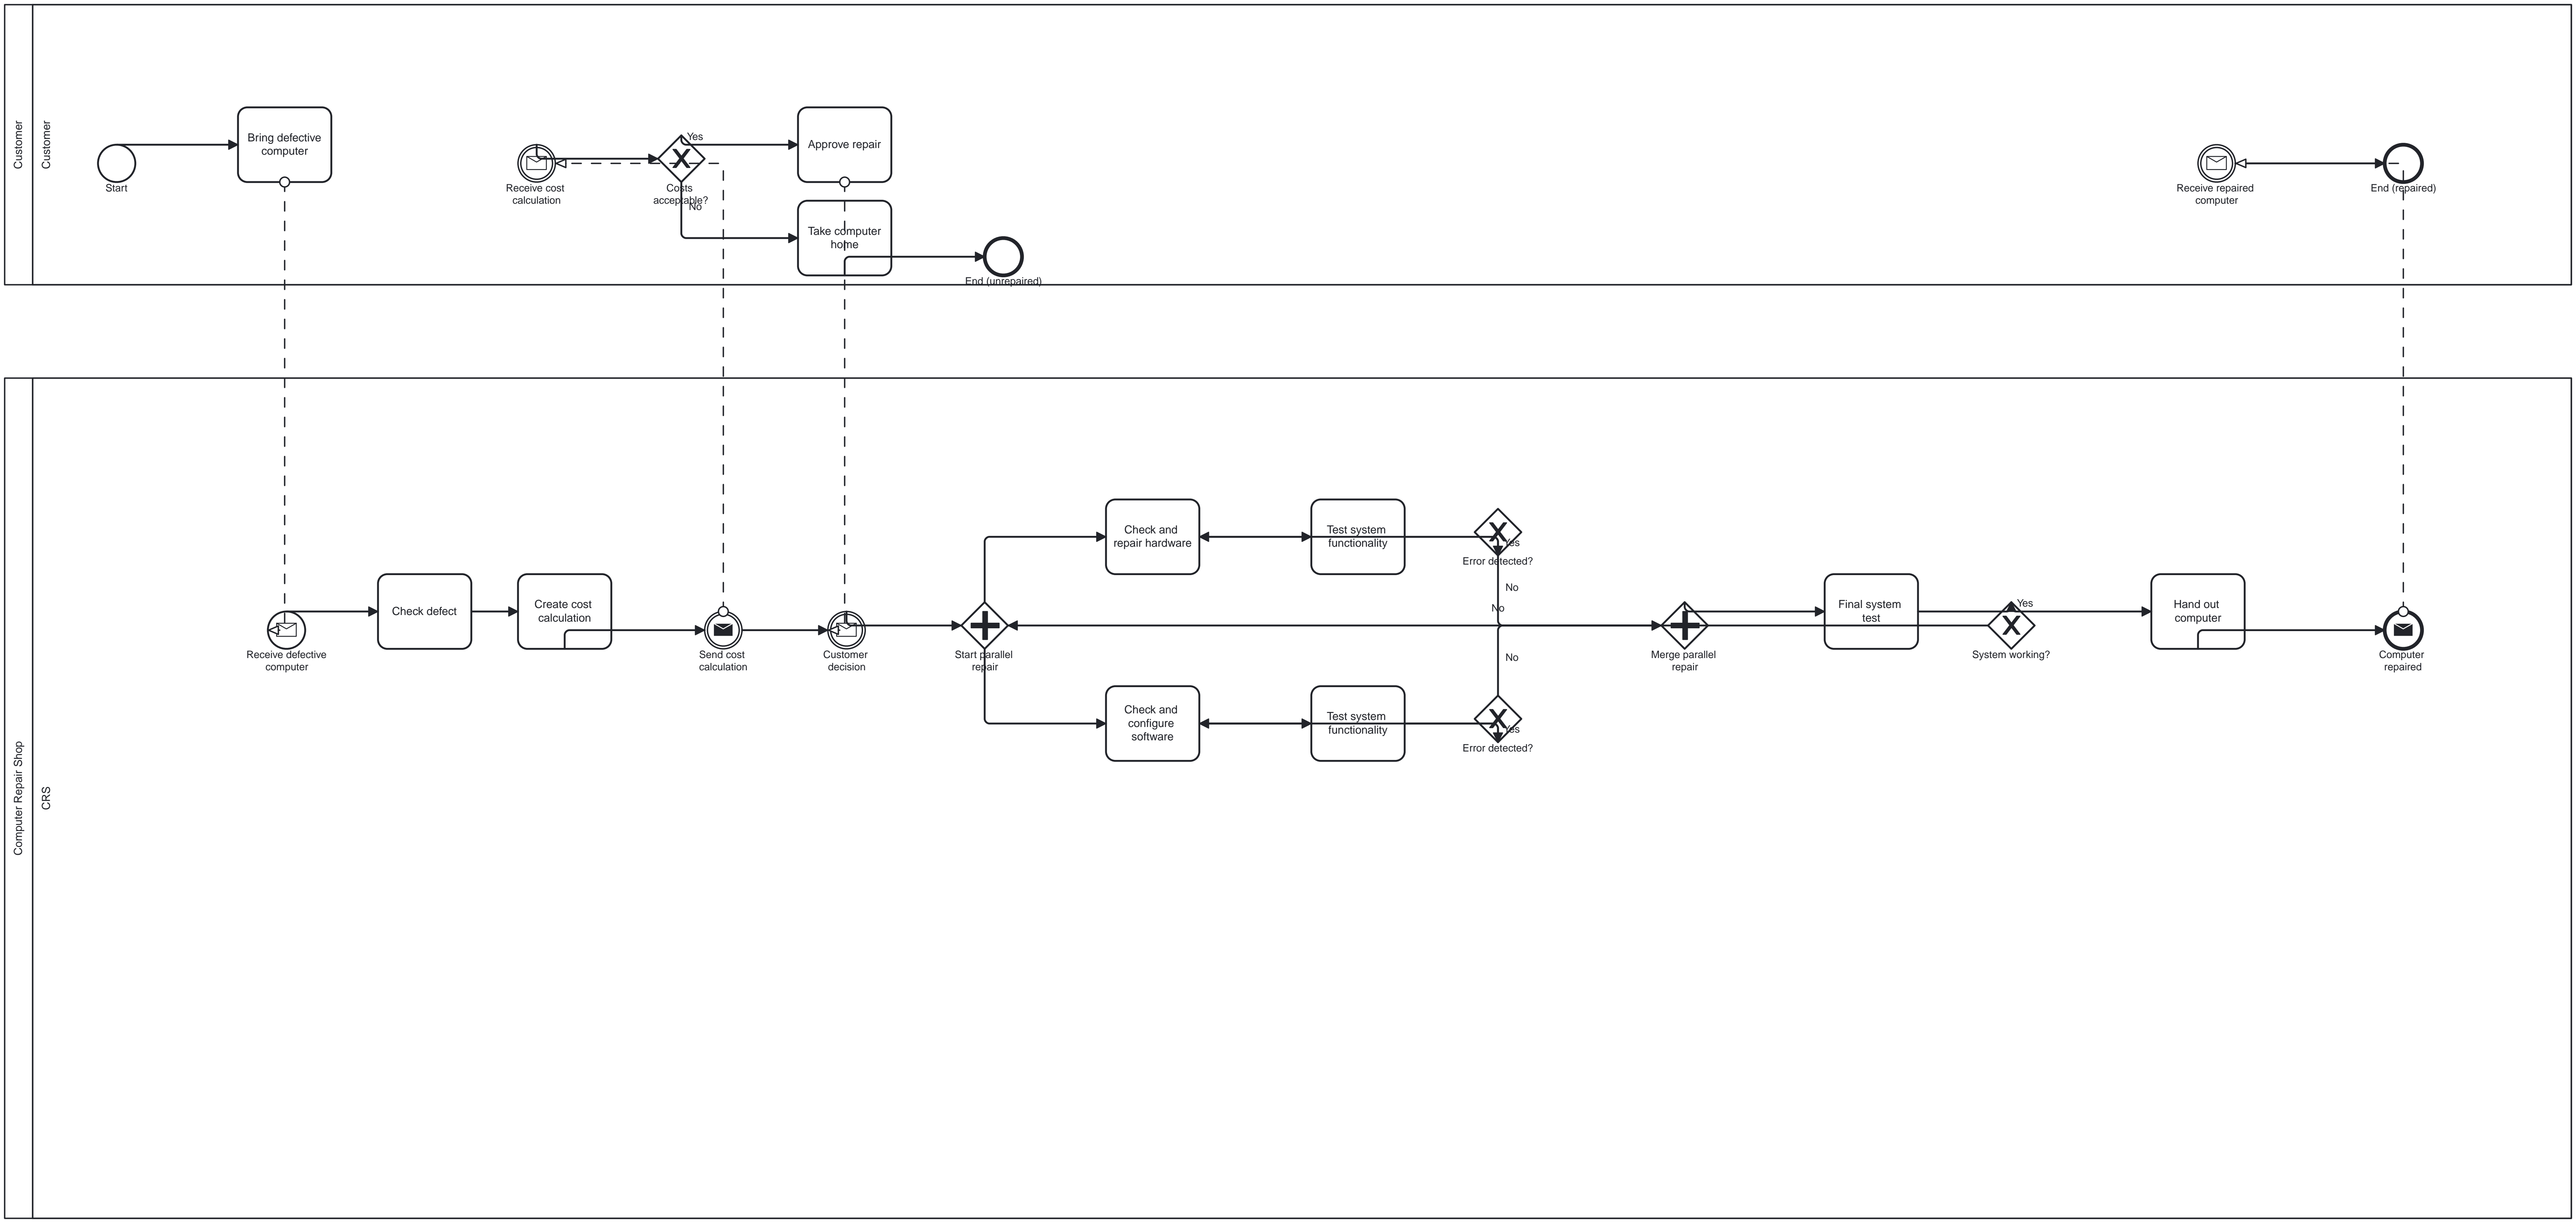 Customer
Customer
Start
Bring defective
computer
Receive cost
calculation
Costs
acceptable?
Yes
No
Approve repair
Take computer
home
End (unrepaired)
Receive repaired
computer
End (repaired)
Computer Repair Shop
CRS
Receive defective
computer
Check defect
Create cost
calculation
Send cost
calculation
Customer
decision
Start parallel
repair
Check and
repair hardware
Test system
functionality
Yes
Error detected?
No
No
No
Check and
configure
software
Test system
functionality
Yes
Error detected?
Merge parallel
repair
Final system
test
Yes
System working?
Hand out
computer
Computer
repaired